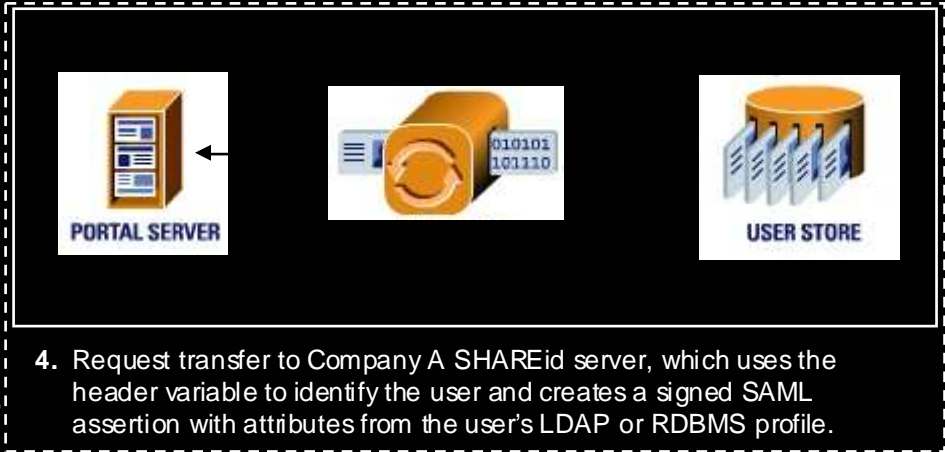 010101
101110
PORTAL SERVER
USER STORE
4. Request transfer to Company A SHAREid server, which uses the
header variable to identify the user and creates a signed SAML
assertion with attributes from the user's LDAP or RDBMS profile.